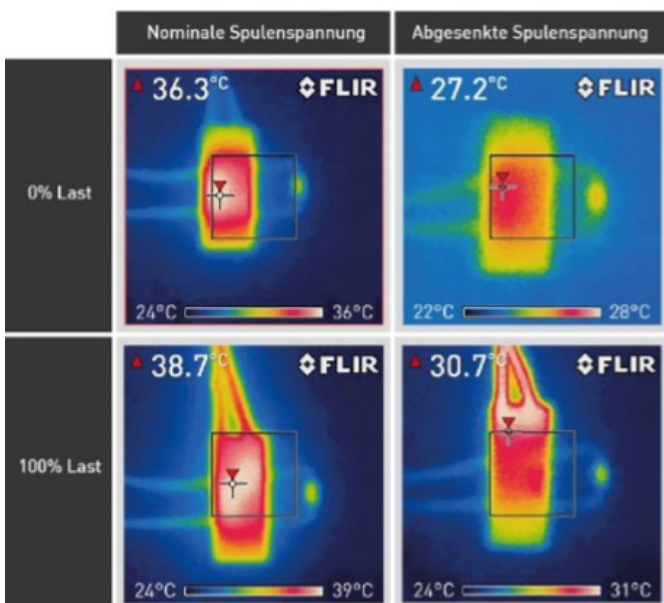 Nominale Spulenspannung
Abgesenkte Spulenspannung
0% Last
36.3°C
FLIR
24°C
36°C
27.2°C
FLIR
22°C
28°C
100% Last
38.7°C
FLIR
24°C
39°C
30.7°C
FLIR
24°C
31°C